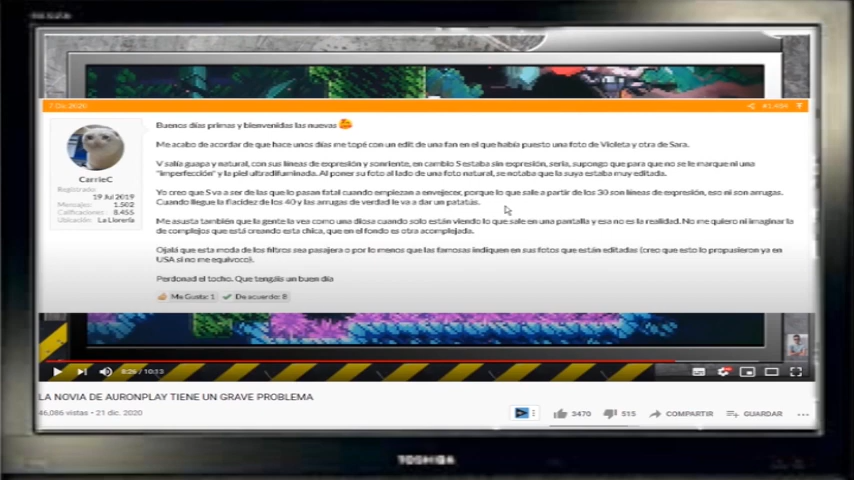 7 Dic 2020
#1,484
Buenos días primas y bienvenidas las nuevas
Me acabo de acordar de que hace unos días me topé con un edit de una fan en el que había puesto una foto de Violeta y otra de Sara.
V salía guapa y natural, con sus líneas de expresión y sonriente, en cambio S estaba sin expresión, seria, supongo que para que no se le marque ni una
"imperfección" y la piel ultradifuminada. Al poner su foto al lado de una foto natural, se notaba que la suya estaba muy editada.
CarrieC
Registrado
19 Jul 2019
Mensajes: 1.502
Calificaciones: 8.455
Ubicación: La Llorería
Yo creo que S va a ser de las que lo pasan fatal cuando empiezan a envejecer, porque lo que sale a partir de los 30 son líneas de expresión, eso ni son arrugas.
Cuando llegue la flacidez de los 40 y las arrugas de verdad le va a dar un patatús.
Me asusta también que la gente la vea como una diosa cuando solo están viendo lo que sale en una pantalla y esa no es la realidad. No me quiero ni imaginar la
de complejos que está creando esta chica, que en el fondo es otra acomplejada.
Ojalá que esta moda de los filtros sea pasajera o por lo menos que las famosas indiquen en sus fotos que están editadas (creo que esto lo propusieron ya en
USA si no me equivoco).
Perdonad el tocho. Que tengáis un buen día
Me Gusta: 1
De acuerdo: 8
8:26 / 10:13
LA NOVIA DE AURONPLAY TIENE UN GRAVE PROBLEMA
46,086 vistas • 21 dic. 2020
3470
515
COMPARTIR
GUARDAR
TOSHIBA